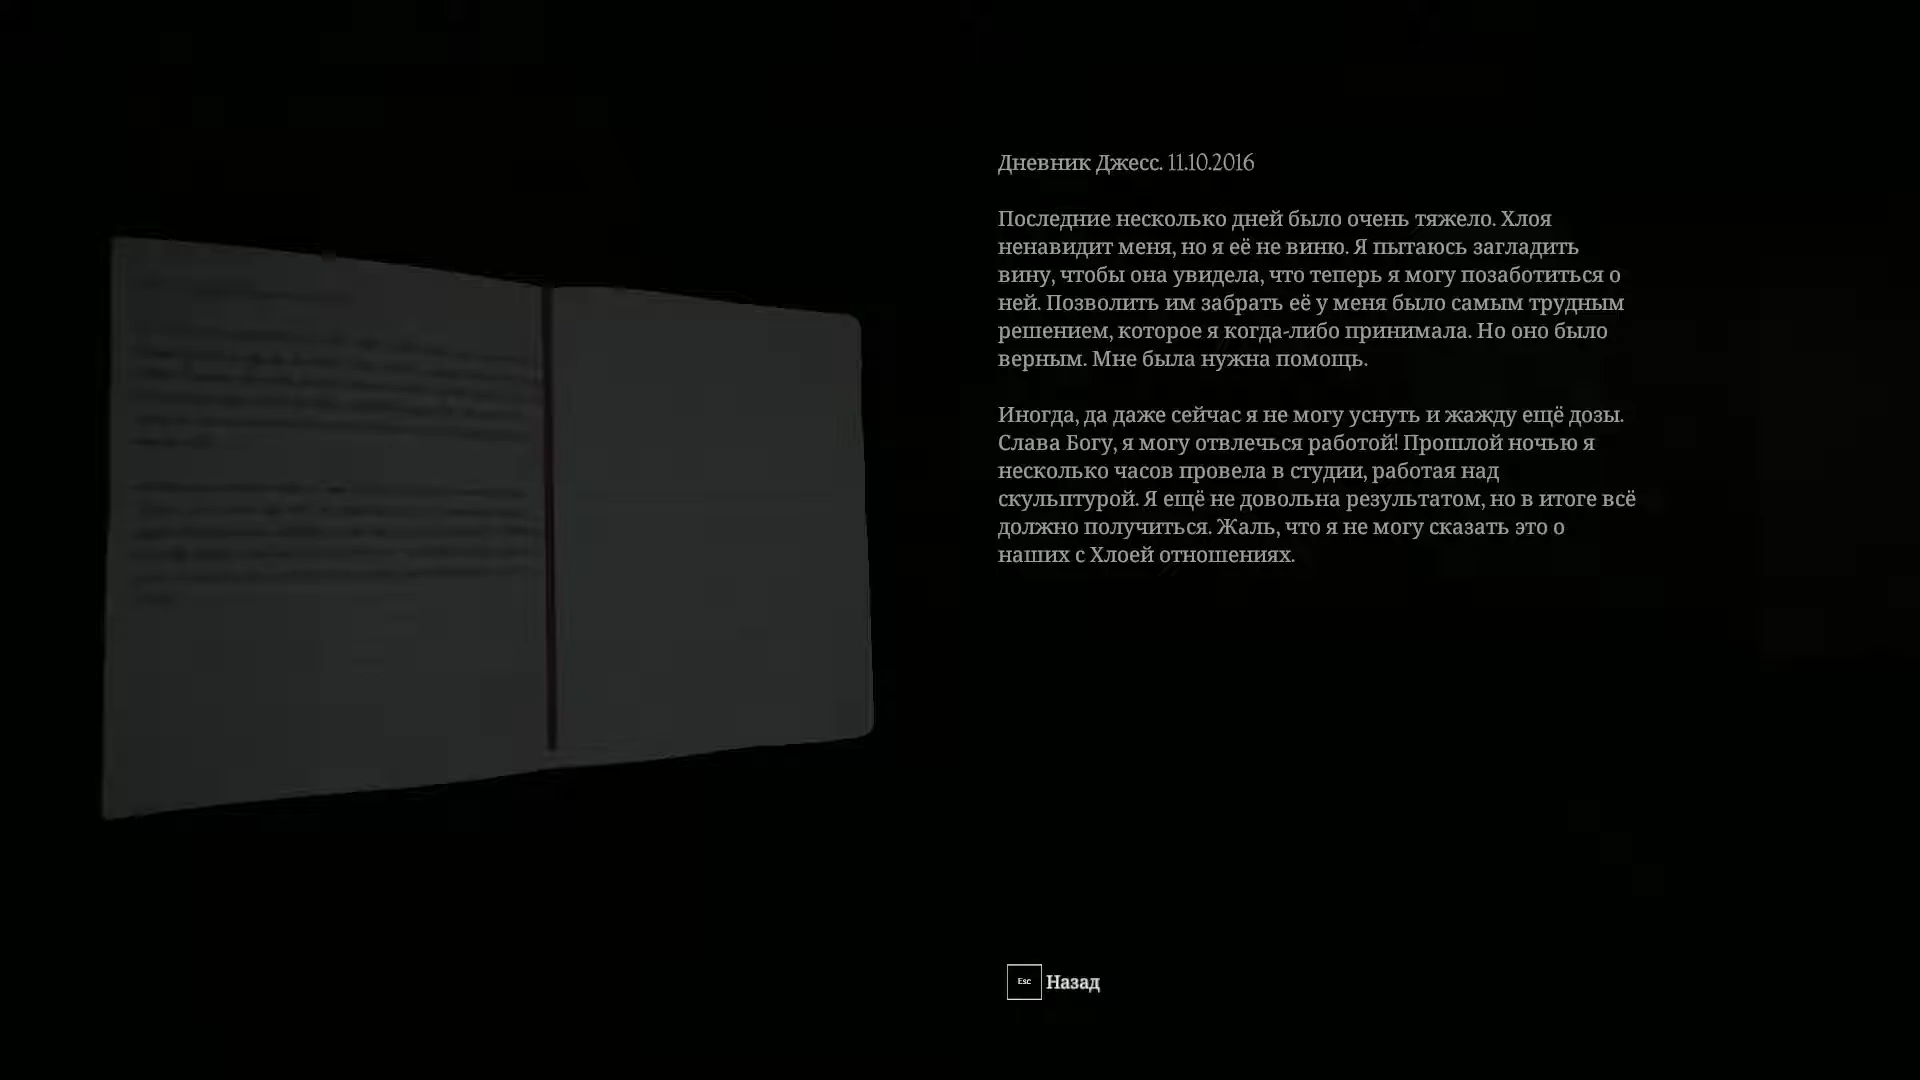 Дневник Джесс. 11.10.2016
Последние несколько дней было очень тяжело. Хлоя
ненавидит меня, но я её не виню. Я пытаюсь загладить
вину, чтобы она увидела, что теперь я могу позаботиться о
ней. Позволить им забрать её у меня было самым трудным
решением, которое я когда-либо принимала. Но оно было
верным. Мне была нужна помощь.
Иногда, да даже сейчас я не могу уснуть и жажду ещё дозы.
Слава Богу, я могу отвлечься работой! Прошлой ночью я
несколько часов провела в студии, работая над
скульптурой. Я ещё не довольна результатом, но в итоге всё
должно получиться. Жаль, что я не могу сказать это о
наших с Хлоей отношениях.
Esc Назад